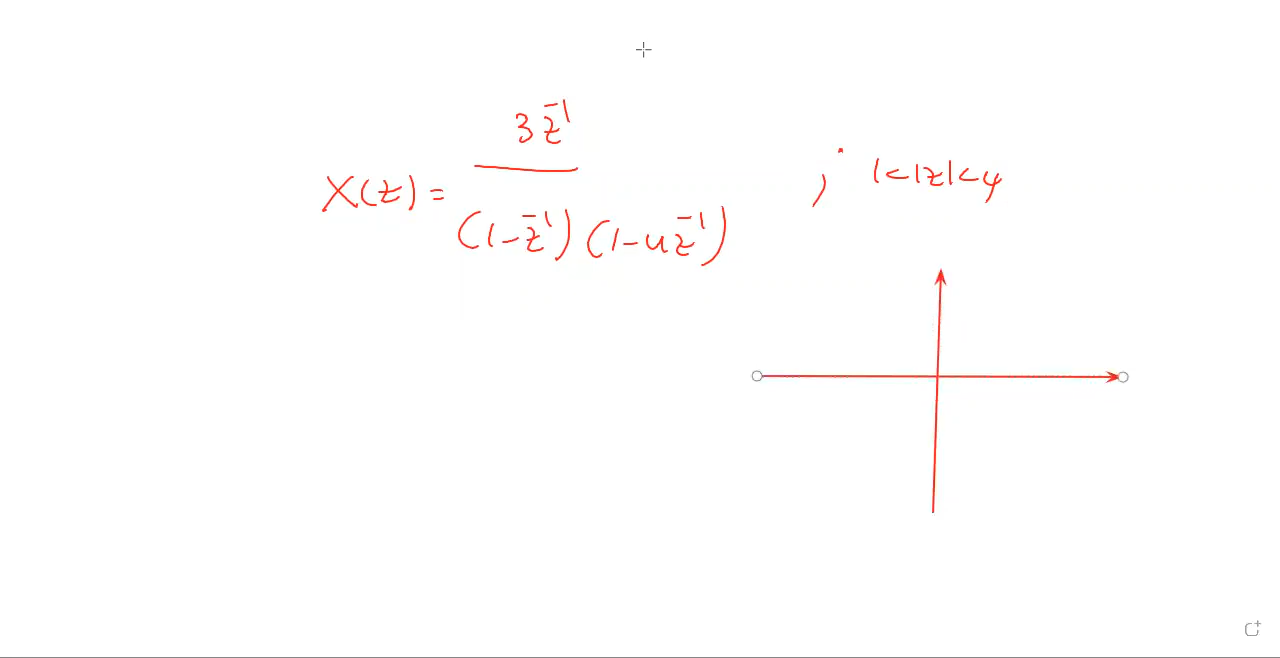 X(z) = 3z⁻¹ / (1-z⁻¹)(1-4z⁻¹) , 1<|z|<4